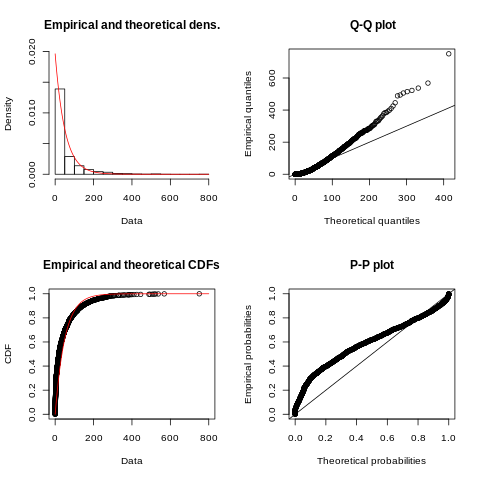 Empirical and theoretical dens.
Density
0.000
0.010
0.020
0 200 400 600 800
Data
Q-Q plot
Empirical quantiles
0 200 400 600
0 100 200 300 400
Theoretical quantiles
Empirical and theoretical CDFs
CDF
0.0 0.2 0.4 0.6 0.8 1.0
0 200 400 600 800
Data
P-P plot
Empirical probabilities
0.0 0.2 0.4 0.6 0.8 1.0
0.0 0.2 0.4 0.6 0.8 1.0
Theoretical probabilities